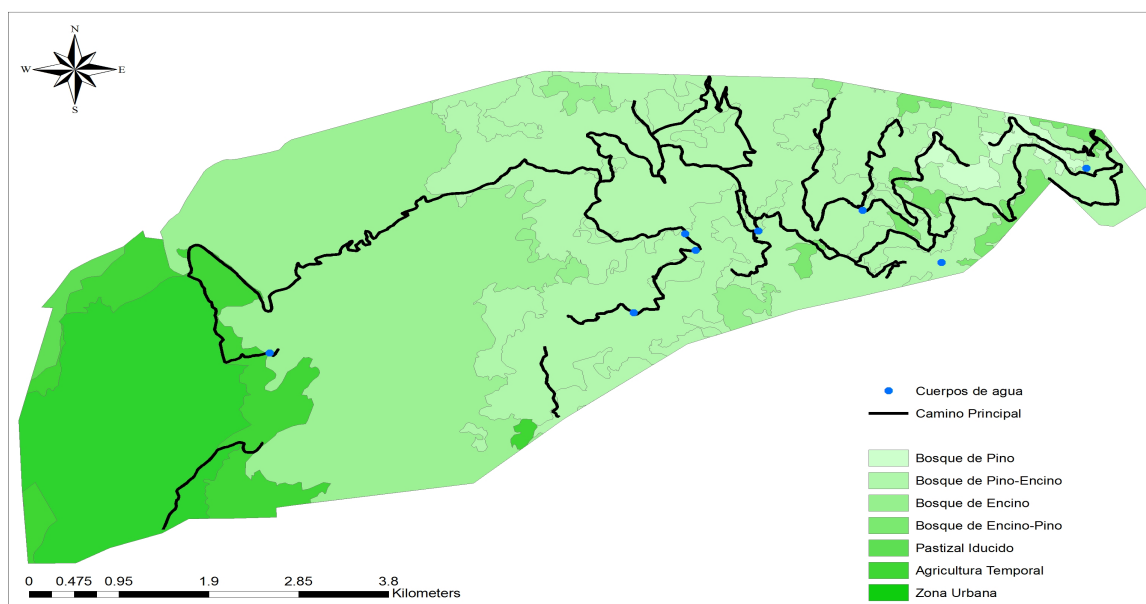 N
W E
S
Cuerpos de agua
Camino Principal
Bosque de Pino
Bosque de Pino-Encino
Bosque de Encino
Bosque de Encino-Pino
Pastizal Iducido
Agricultura Temporal
Zona Urbana
0 0.475 0.95 1.9 2.85 3.8
Kilometers